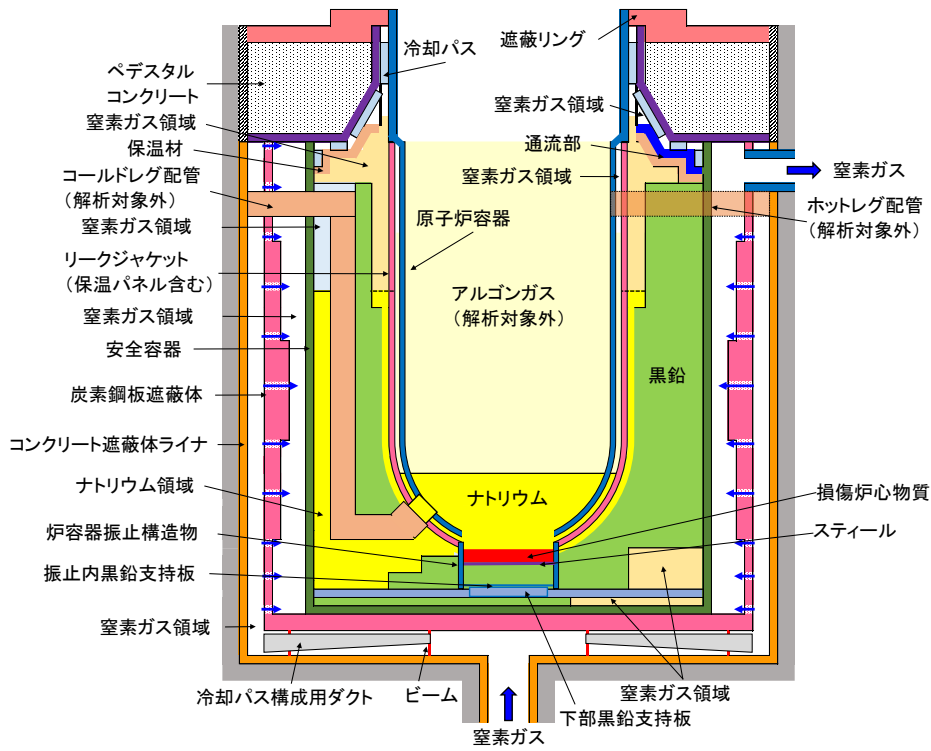 ペデスタル
コンクリート
窒素ガス領域
保温材
コールドレグ配管
(解析対象外)
窒素ガス領域
リークジャケット
(保温パネル含む)
窒素ガス領域
安全容器
炭素鋼板遮蔽体
コンクリート遮蔽体ライナ
ナトリウム領域
炉容器振止構造物
振止内黒鉛支持板
窒素ガス領域
冷却パス構成用ダクト
ビーム
窒素ガス
下部黒鉛支持板
窒素ガス領域
冷却パス
遮蔽リング
窒素ガス領域
通流部
窒素ガス領域
窒素ガス
ホットレグ配管
(解析対象外)
原子炉容器
アルゴンガス
(解析対象外)
黒鉛
ナトリウム
損傷炉心物質
スティール